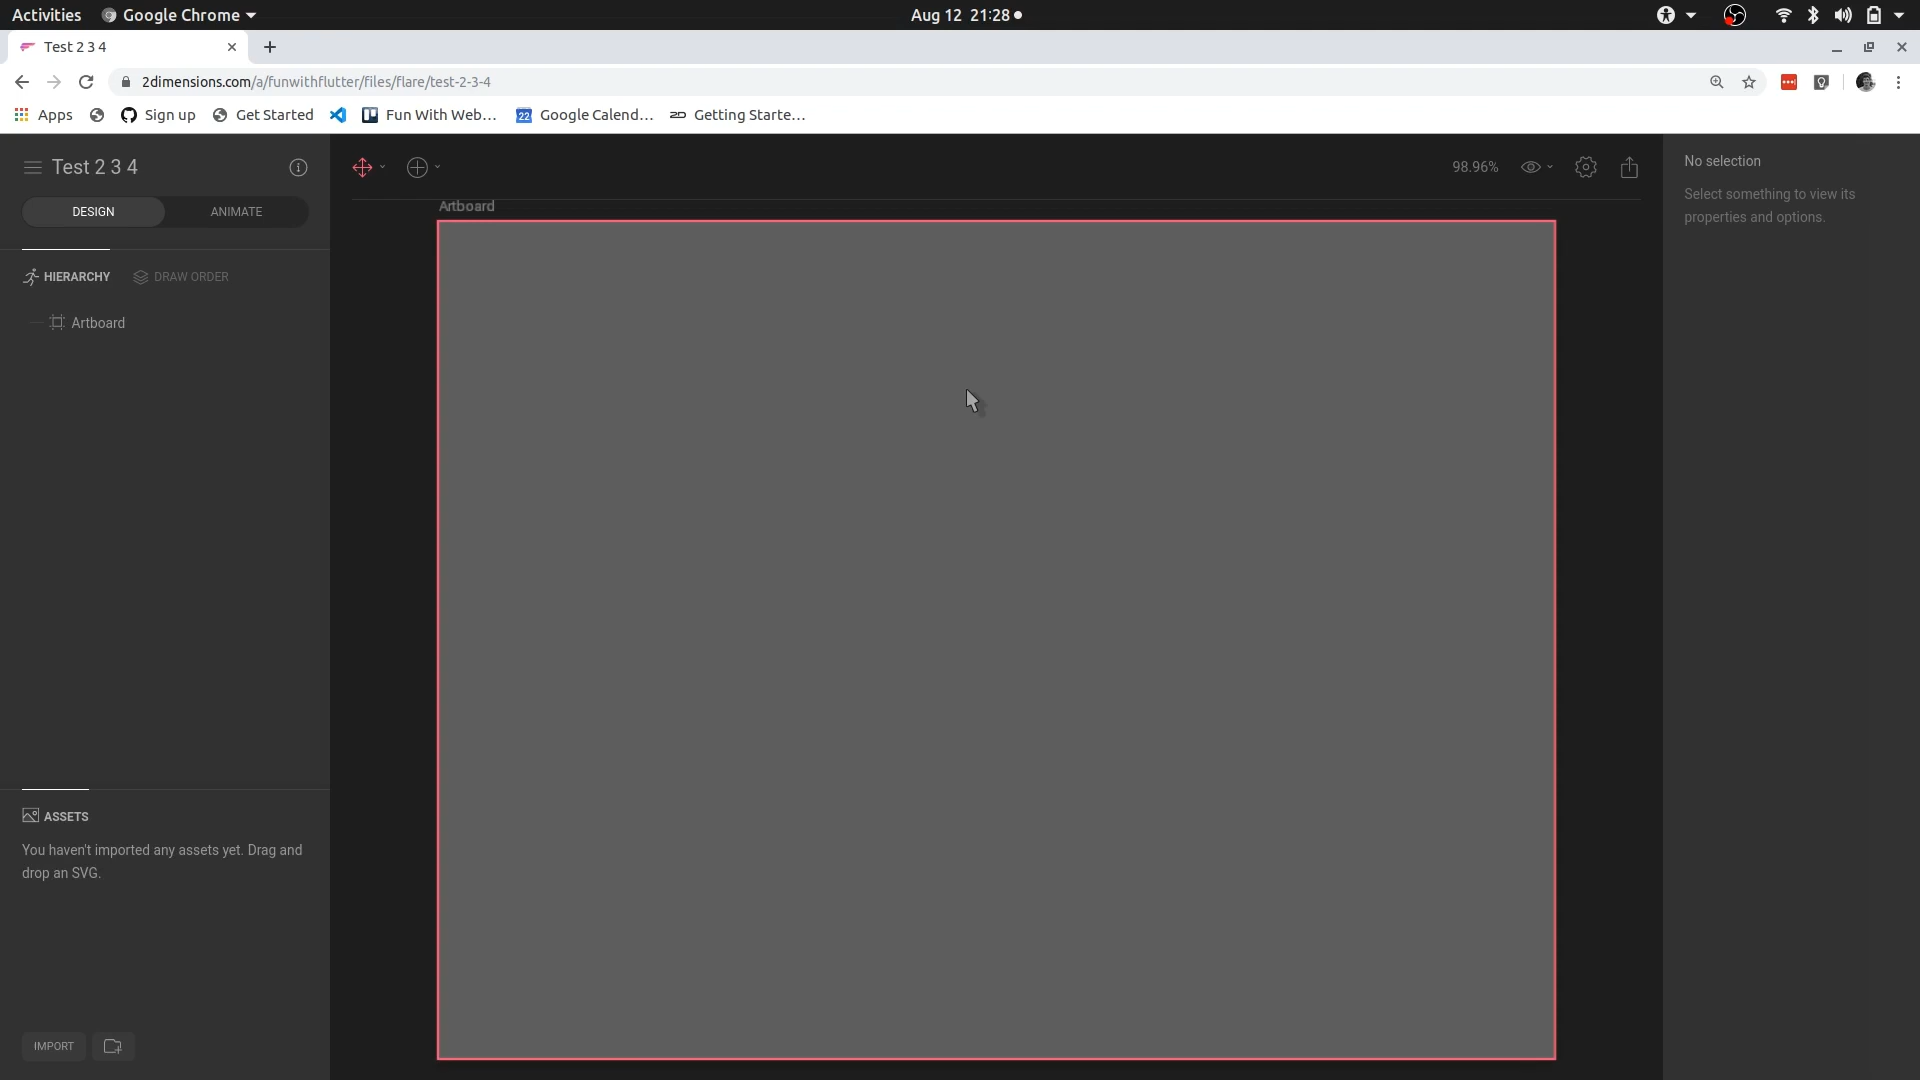 Activities Google Chrome Aug 12 21:28
Test 2 3 4
2dimensions.com/a/funwithflutter/files/flare/test-2-3-4
Apps Sign up Get Started Fun With Web... 22 Google Calend... 2D Getting Starte...
Test 2 3 4
98.96%
No selection
Select something to view its
properties and options.
DESIGN ANIMATE
Artboard
HIERARCHY DRAW ORDER
Artboard
ASSETS
You haven't imported any assets yet. Drag and
drop an SVG.
IMPORT